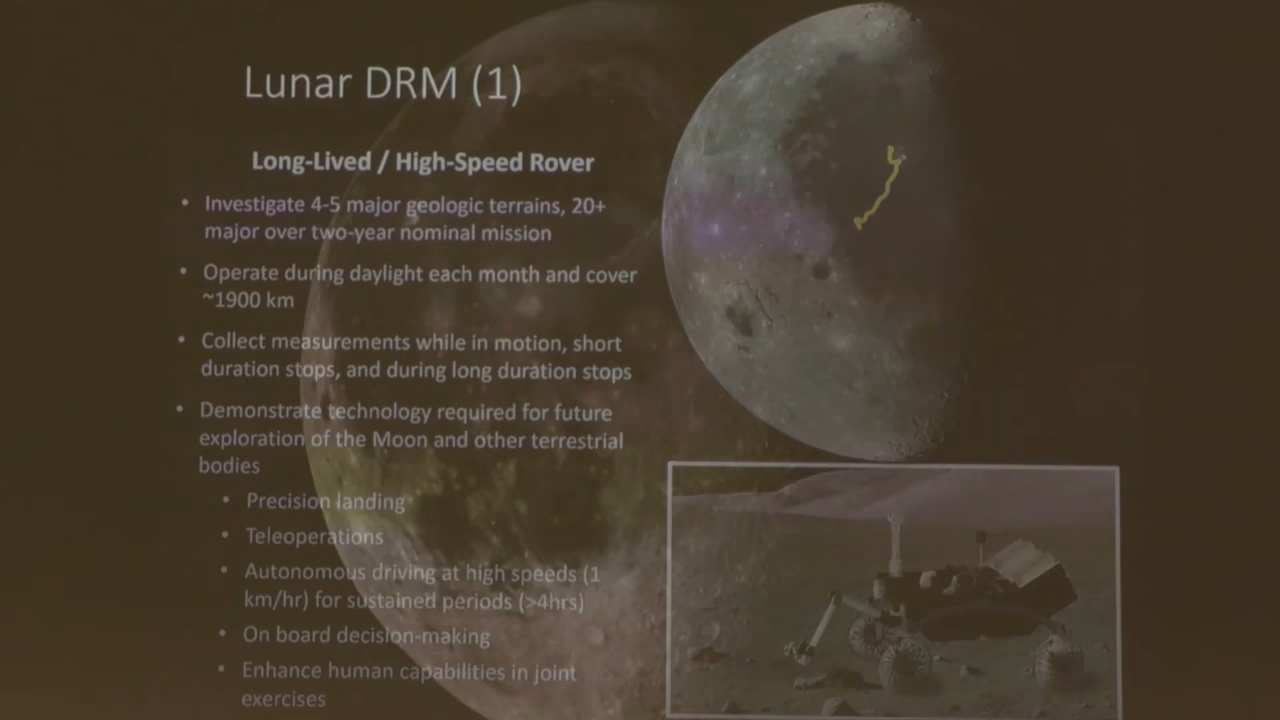 Lunar DRM (1)
Long-Lived / High-Speed Rover
• Investigate 4-5 major geologic terrains, 20+
major over two-year nominal mission
• Operate during daylight each month and cover
~1900 km
• Collect measurements while in motion, short
duration stops, and during long duration stops
• Demonstrate technology required for future
exploration of the Moon and other terrestrial
bodies
• Precision landing
• Teleoperations
• Autonomous driving at high speeds (1
km/hr) for sustained periods (>4hrs)
• On board decision-making
• Enhance human capabilities in joint
exercises